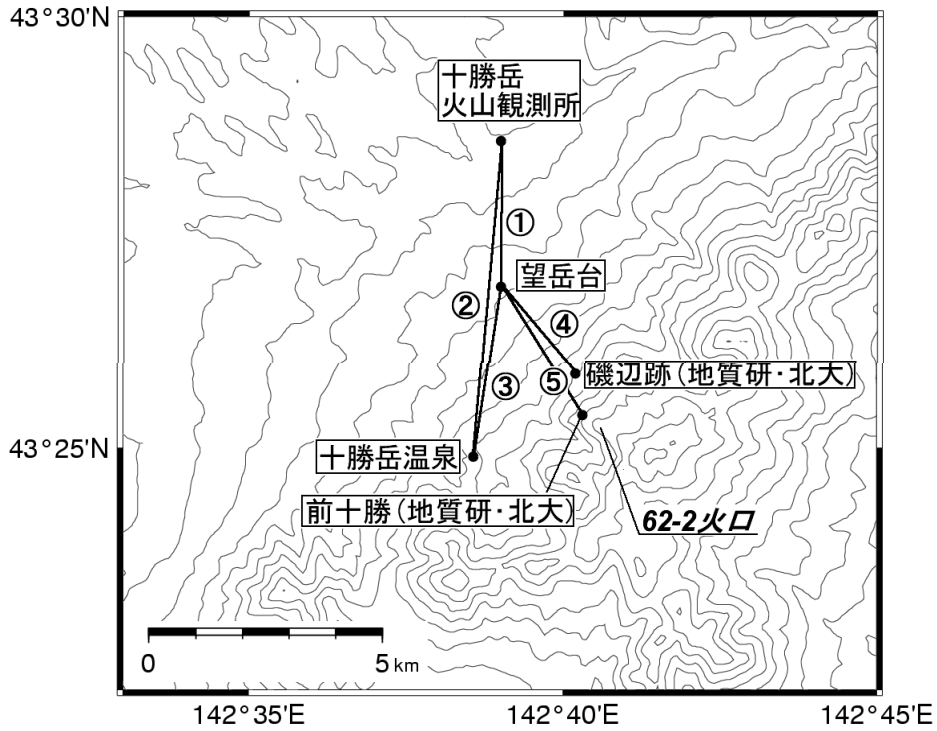 43°30'N
十勝岳
火山観測所
①
望岳台
②
④
③
⑤
磯辺跡(地質研・北大)
43°25'N
十勝岳温泉
前十勝(地質研・北大)
62-2火口
0
5 km
142°35'E
142°40'E
142°45'E